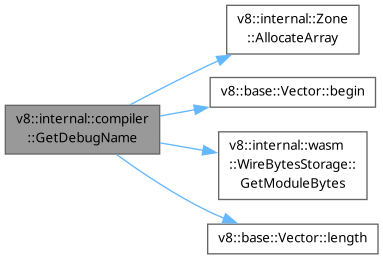 v8::internal::compiler
::GetDebugName
v8::internal::Zone
::AllocateArray
v8::base::Vector::begin
v8::internal::wasm
::WireBytesStorage::
GetModuleBytes
v8::base::Vector::length